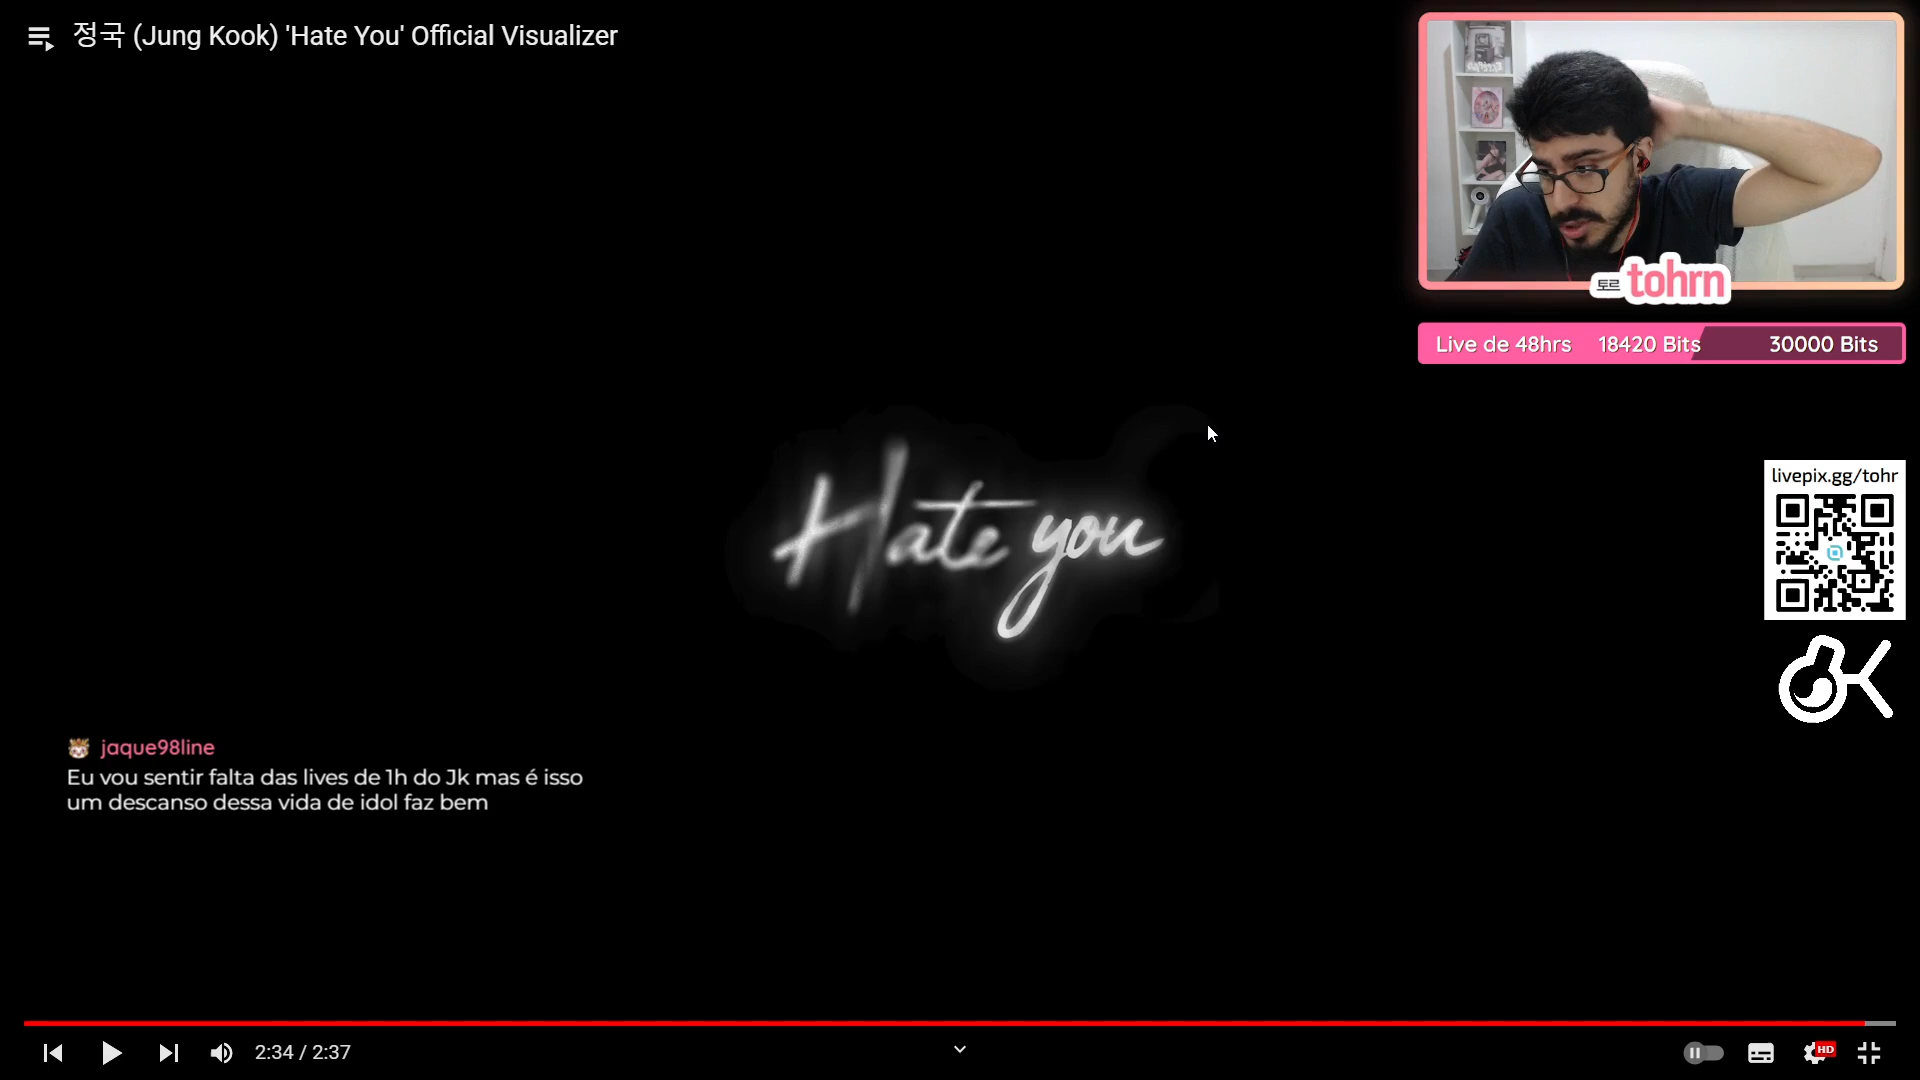 정국 (Jung Kook) 'Hate You' Official Visualizer
토르 tohrn
Live de 48hrs 18420 Bits 30000 Bits
Hate you
livepix.gg/tohr
JK
jaque98line
Eu vou sentir falta das lives de 1h do Jk mas é isso
um descanso dessa vida de idol faz bem
2:34 / 2:37
HD